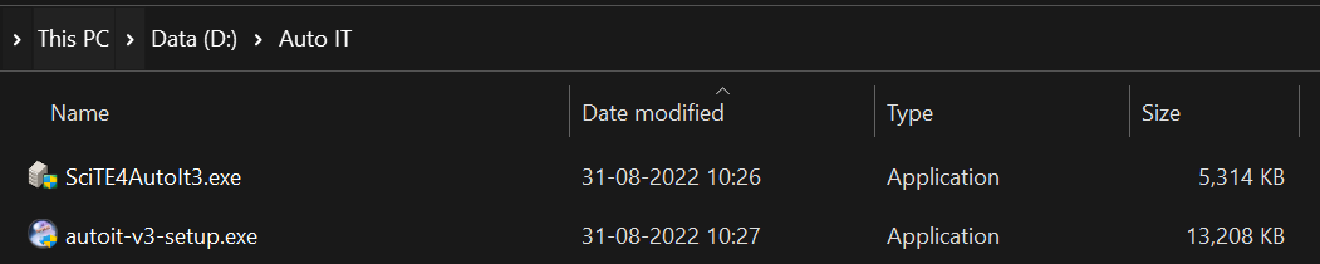 This PC Data (D:) Auto IT
Name Date modified Type Size
SciTE4AutoIt3.exe 31-08-2022 10:26 Application 5,314 KB
autoit-v3-setup.exe 31-08-2022 10:27 Application 13,208 KB